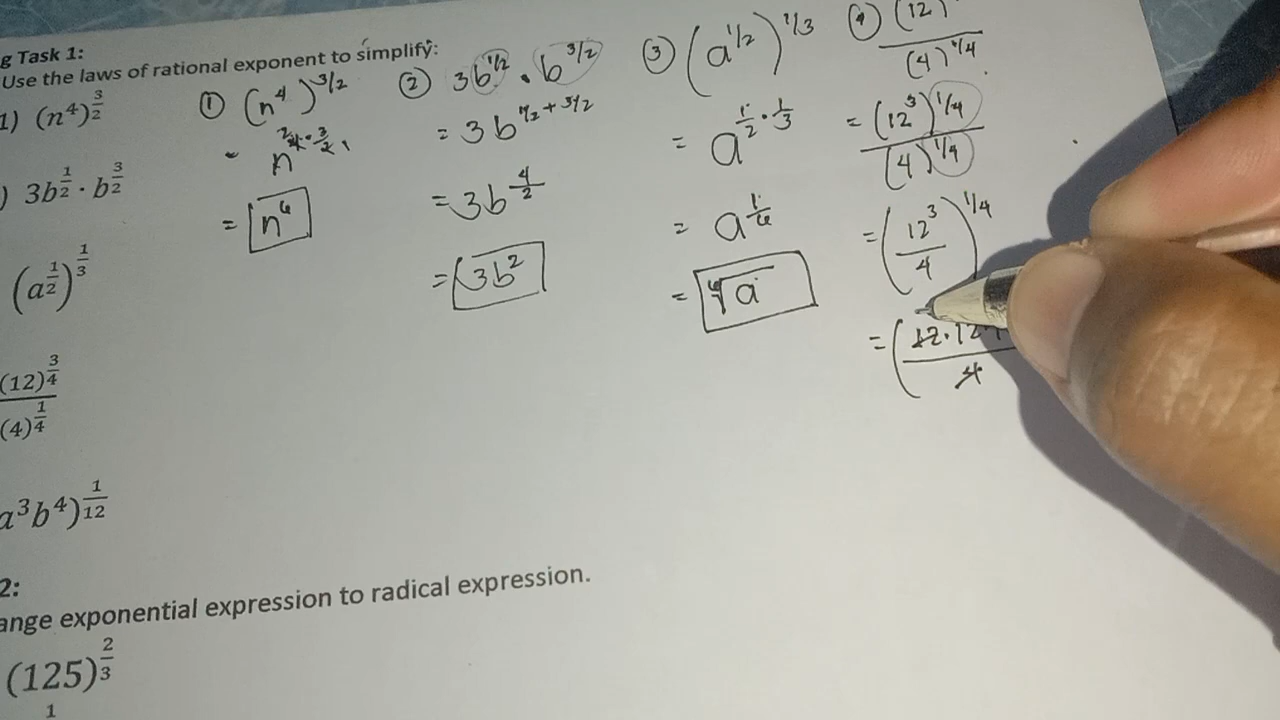 g Task 1:
Use the laws of rational exponent to simplify:
1) (n⁴)^(3/2)
) 3b^(1/2) · b^(3/2)
(a^(1/2))^(1/3)
(12)^(3/4) / (4)^(1/4)
a³b⁴)^(1/12)
2:
ange exponential expression to radical expression.
(125)^(2/3)
1
① (n⁴)^(3/2)
= n^(4·3/2)
= n⁶
② 3b^(1/2) · b^(3/2)
= 3b^(1/2 + 3/2)
= 3b^(4/2)
= 3b²
③ (a^(1/2))^(1/3)
= a^(1/2 · 1/3)
= a^(1/6)
= ⁶√a
④ (12) / (4)^(1/4)
= (12³)^(1/4) / (4)^(1/4)
= (12³ / 4)^(1/4)
= (12·12 / 4